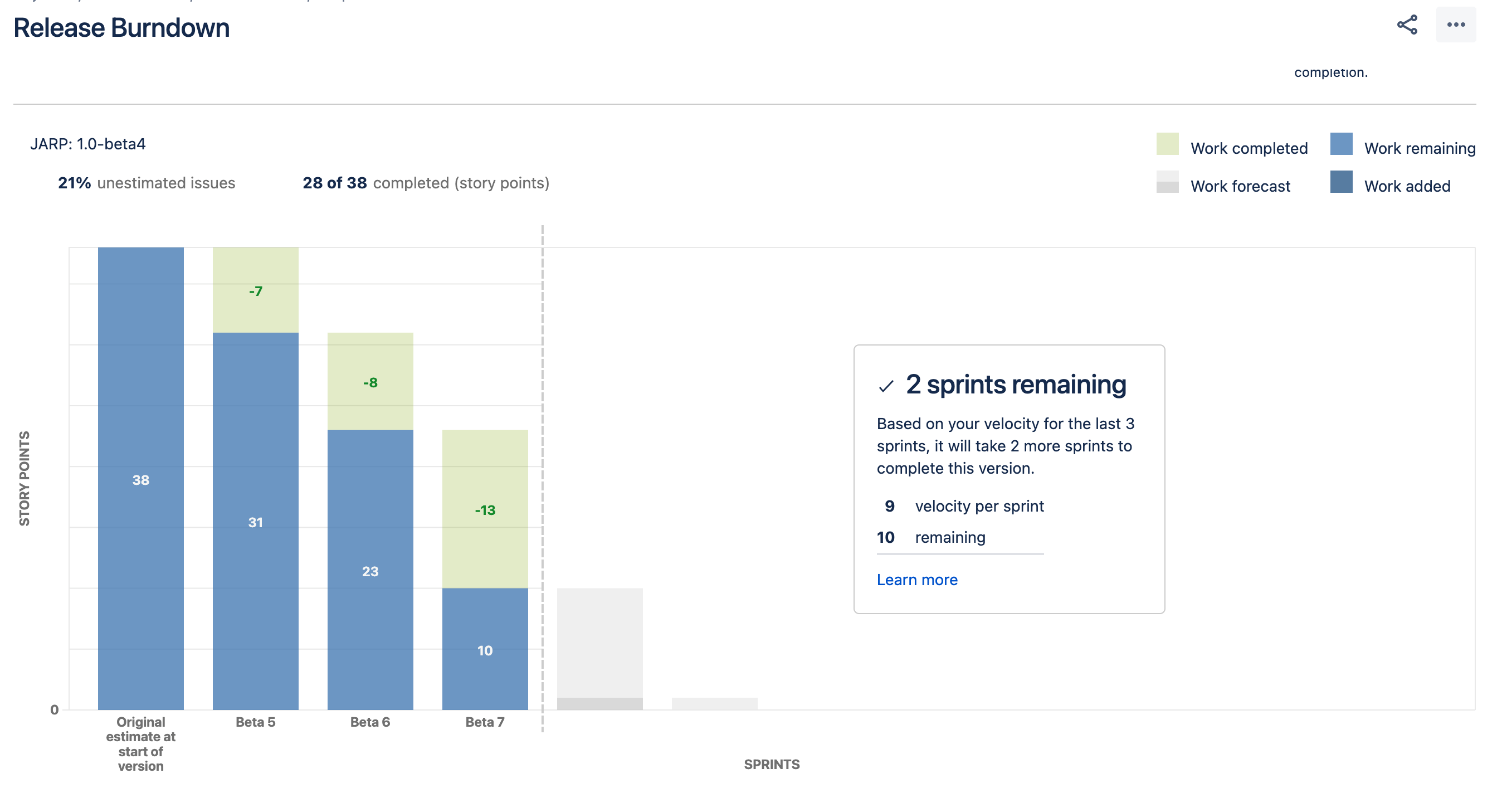 Release Burndown
completion.
JARP: 1.0-beta4
21% unestimated issues
28 of 38 completed (story points)
Work completed
Work remaining
Work forecast
Work added
STORY POINTS
38
-7
31
-8
23
-13
10
0
Original
estimate at
start of
version
Beta 5
Beta 6
Beta 7
SPRINTS
2 sprints remaining
Based on your velocity for the last 3
sprints, it will take 2 more sprints to
complete this version.
9 velocity per sprint
10 remaining
Learn more